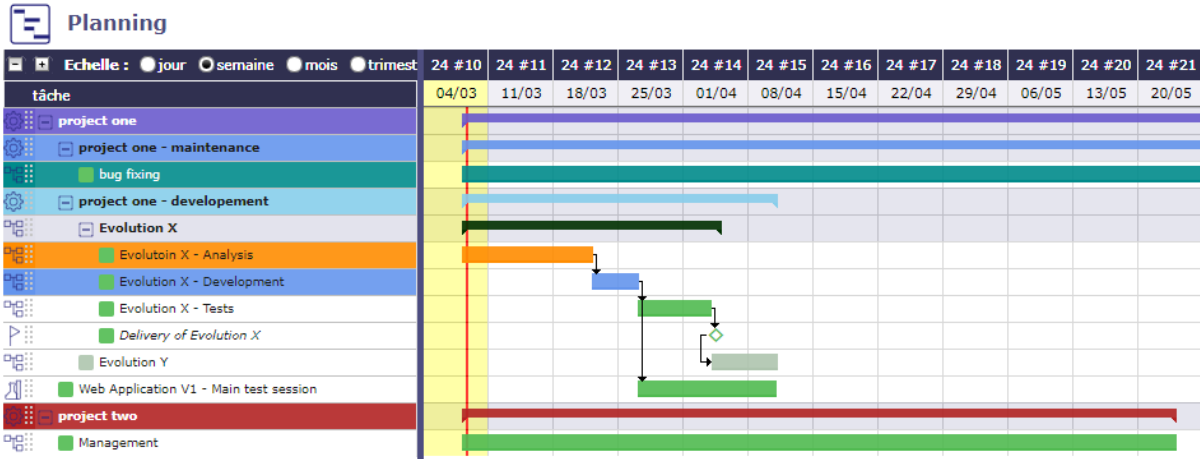 Planning
Echelle : jour semaine mois trimest
24 #10 24 #11 24 #12 24 #13 24 #14 24 #15 24 #16 24 #17 24 #18 24 #19 24 #20 24 #21
tâche
04/03 11/03 18/03 25/03 01/04 08/04 15/04 22/04 29/04 06/05 13/05 20/05
project one
project one - maintenance
bug fixing
project one - developement
Evolution X
Evolutoin X - Analysis
Evolution X - Development
Evolution X - Tests
Delivery of Evolution X
Evolution Y
Web Application V1 - Main test session
project two
Management